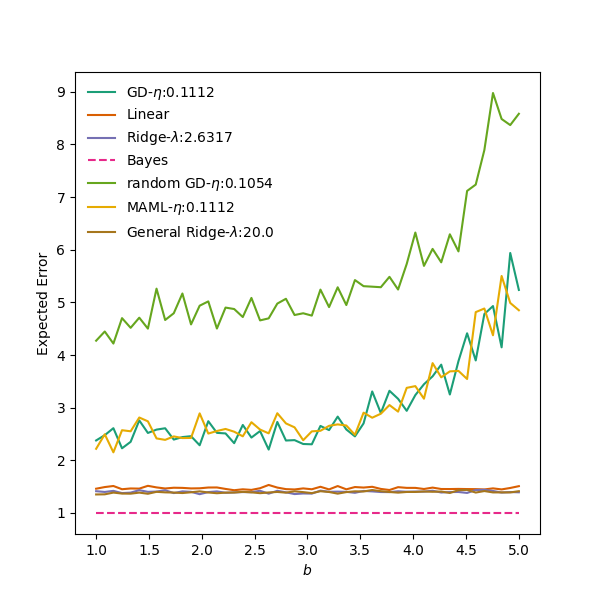 GD-η:0.1112
Linear
Ridge-λ:2.6317
Bayes
random GD-η:0.1054
MAML-η:0.1112
General Ridge-λ:20.0
Expected Error
9
8
7
6
5
4
3
2
1
1.0 1.5 2.0 2.5 3.0 3.5 4.0 4.5 5.0
b